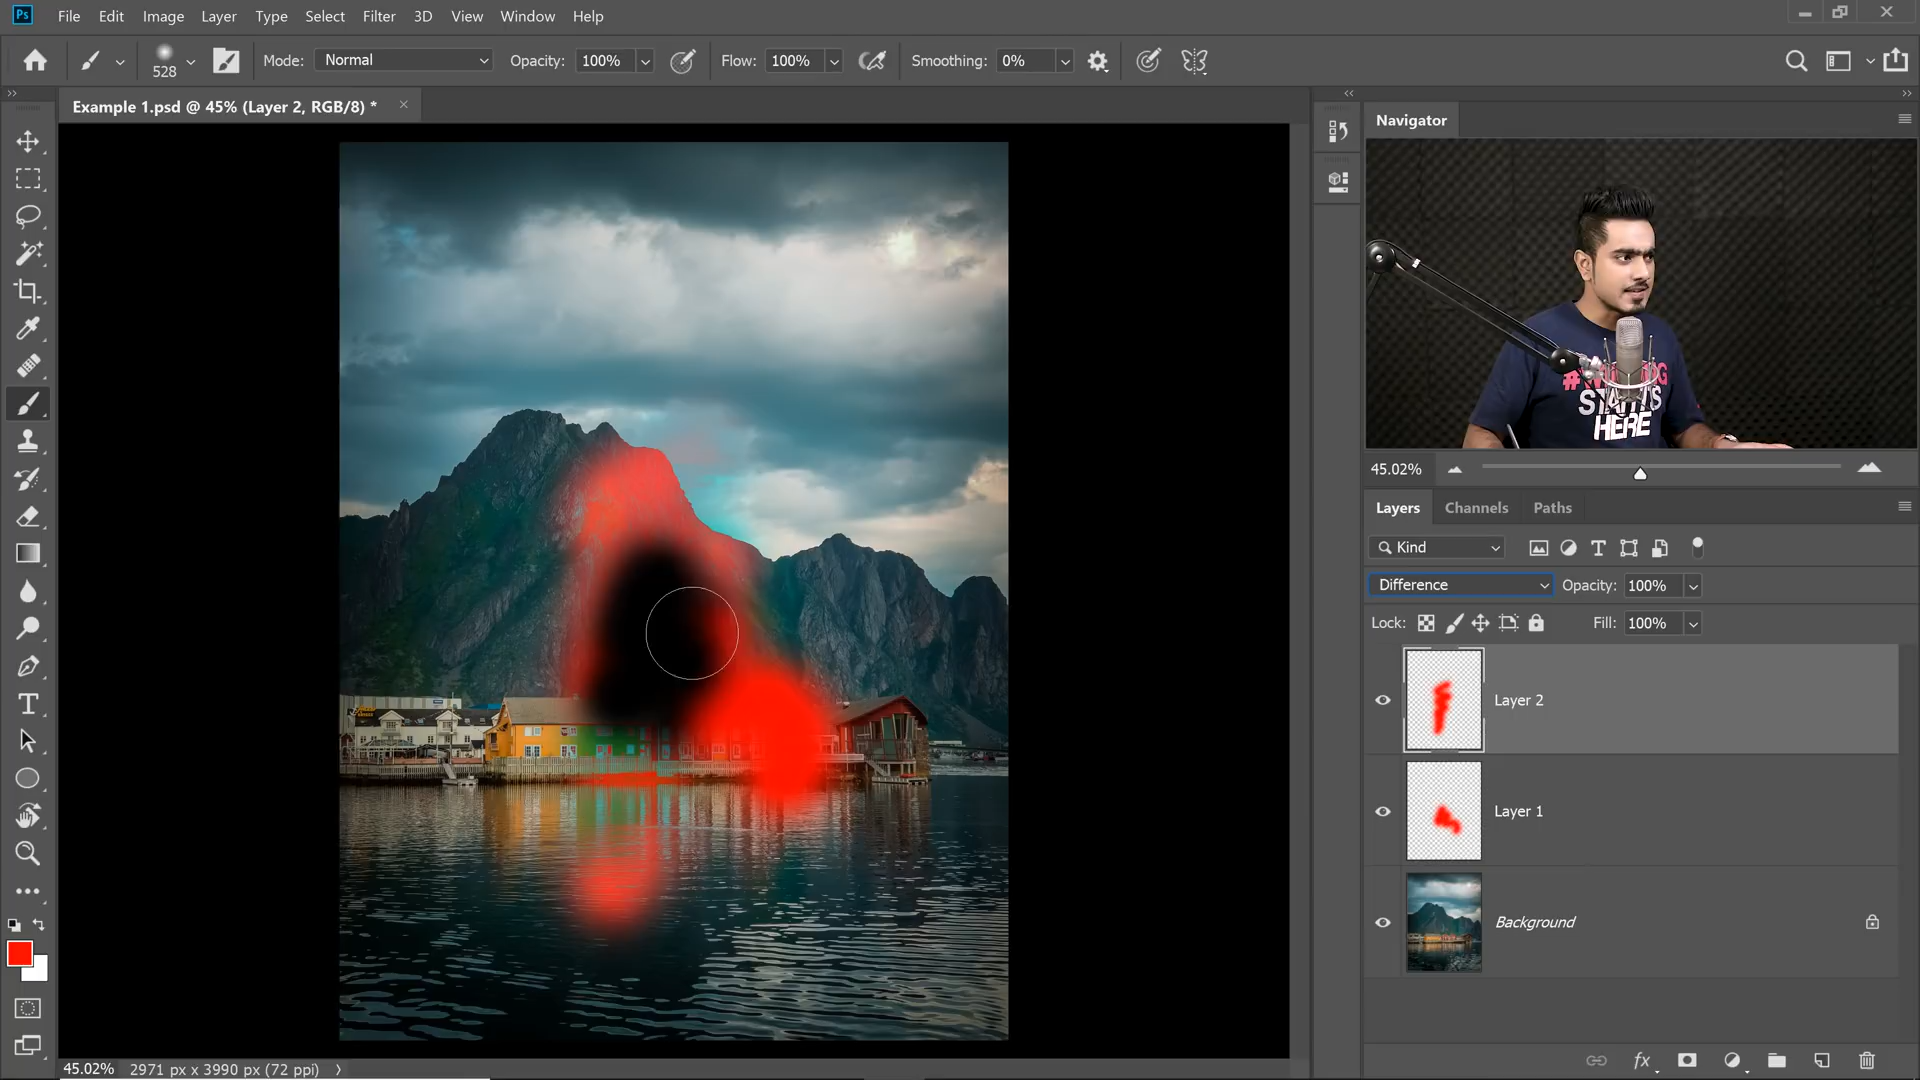 Ps File Edit Image Layer Type Select Filter 3D View Window Help
528 Mode: Normal Opacity: 100% Flow: 100% Smoothing: 0%
Example 1.psd @ 45% (Layer 2, RGB/8) *
Navigator
STARTS
HERE
45.02%
Layers Channels Paths
Kind
Difference Opacity: 100%
Lock: Fill: 100%
Layer 2
Layer 1
Background
fx
45.02% 2971 px x 3990 px (72 ppi)